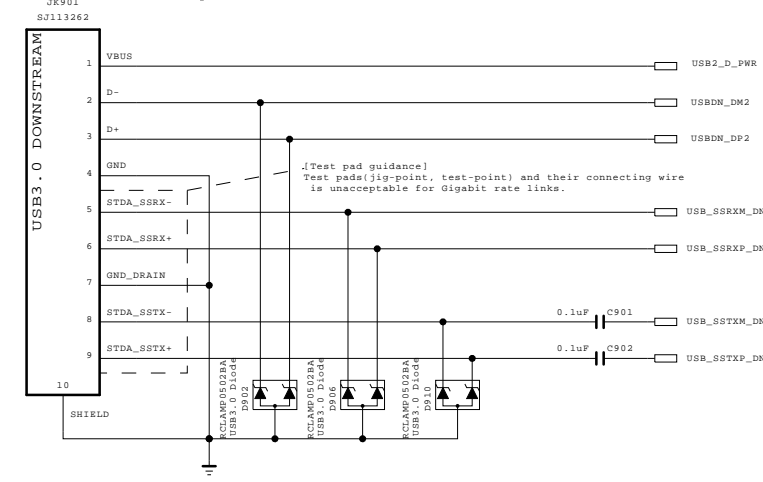 JK901
SJ113262
USB3.0 DOWNSTREAM
1 VBUS USB2_D_PWR
2 D- USBDN_DM2
3 D+ USBDN_DP2
4 GND
[Test pad guidance]
Test pads(jig-point, test-point) and their connecting wire
is unacceptable for Gigabit rate links.
5 STDA_SSRX- USB_SSRXM_DN
6 STDA_SSRX+ USB_SSRXP_DN
7 GND_DRAIN
8 STDA_SSTX- 0.1uF C901 USB_SSTXM_DN
9 STDA_SSTX+ 0.1uF C902 USB_SSTXP_DN
10
SHIELD
RCLAMP0502BA
USB3.0 Diode
D902
RCLAMP0502BA
USB3.0 Diode
D906
RCLAMP0502BA
USB3.0 Diode
D910